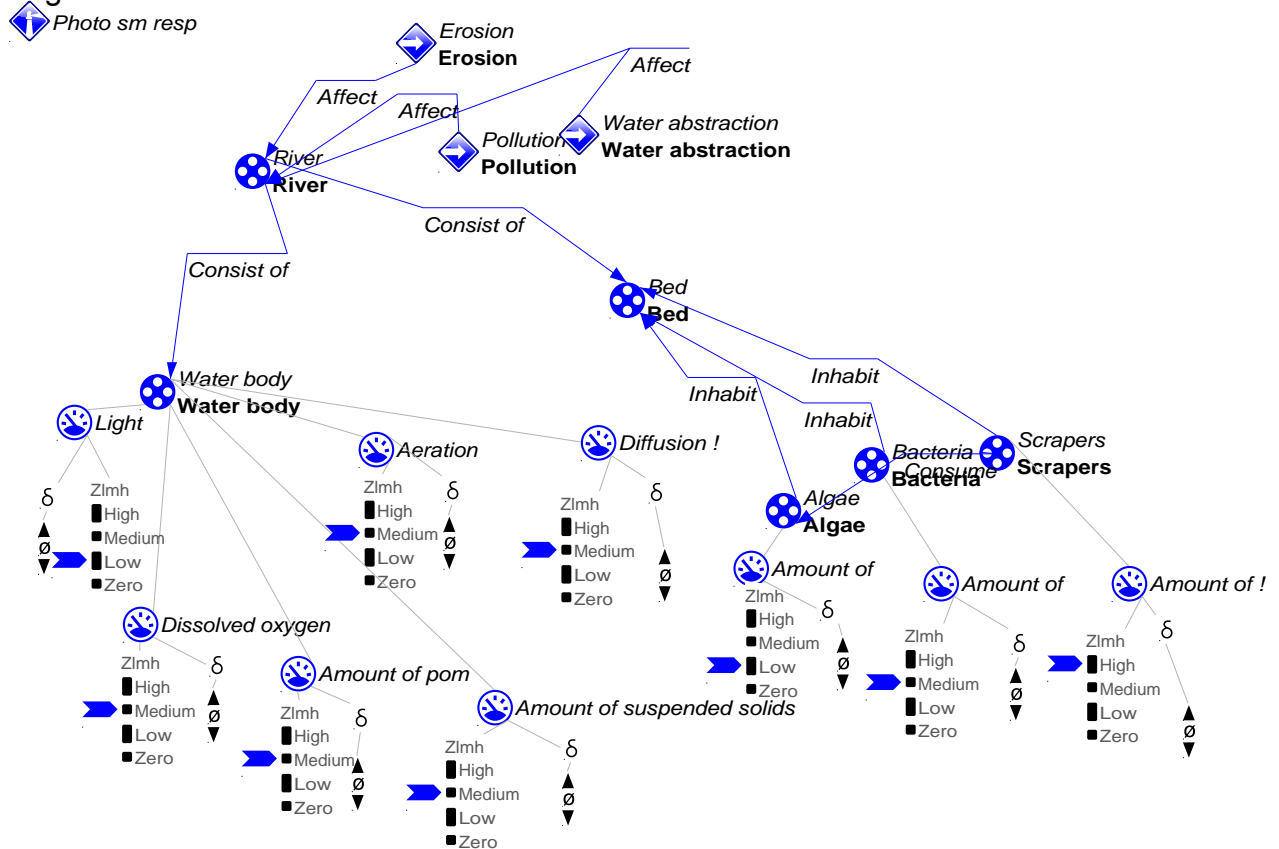 Photo sm resp
Erosion
Erosion
Affect
Affect
Affect
Water abstraction
Water abstraction
Pollution
Pollution
River
River
Consist of
Consist of
Bed
Bed
Inhabit
Inhabit
Inhabit
Water body
Water body
Light
Aeration
Diffusion !
Bacteria
Bacteria
Scrapers
Scrapers
Consume
Algae
Algae
δ
Zlmh
High
Medium
Low
Zero
ø
Zlmh
High
Medium
Low
Zero
δ
ø
Zlmh
High
Medium
Low
Zero
δ
ø
Amount of
Zlmh
High
Medium
Low
Zero
δ
ø
Amount of
Zlmh
High
Medium
Low
Zero
δ
ø
Amount of !
Zlmh
High
Medium
Low
Zero
δ
ø
Dissolved oxygen
Zlmh
High
Medium
Low
Zero
δ
ø
Amount of pom
Zlmh
High
Medium
Low
Zero
δ
ø
Amount of suspended solids
Zlmh
High
Medium
Low
Zero
δ
ø